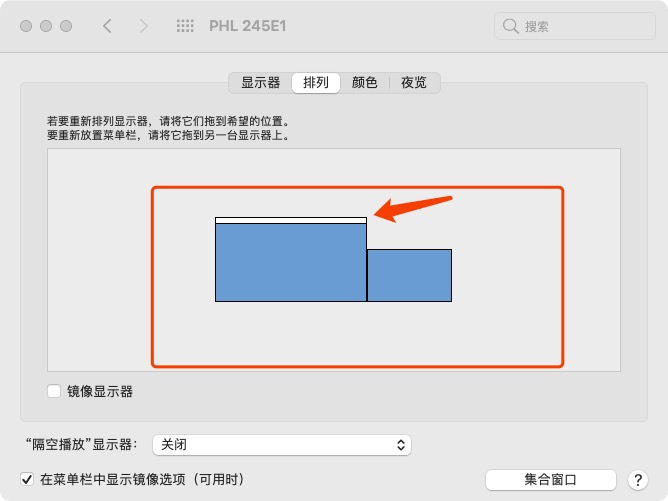 PHL 245E1
搜索
显示器 排列 颜色 夜览
若要重新排列显示器，请将它们拖到希望的位置。
要重新放置菜单栏，请将它拖到另一台显示器上。
镜像显示器
“隔空播放”显示器： 关闭
在菜单栏中显示镜像选项（可用时）
集合窗口 ?